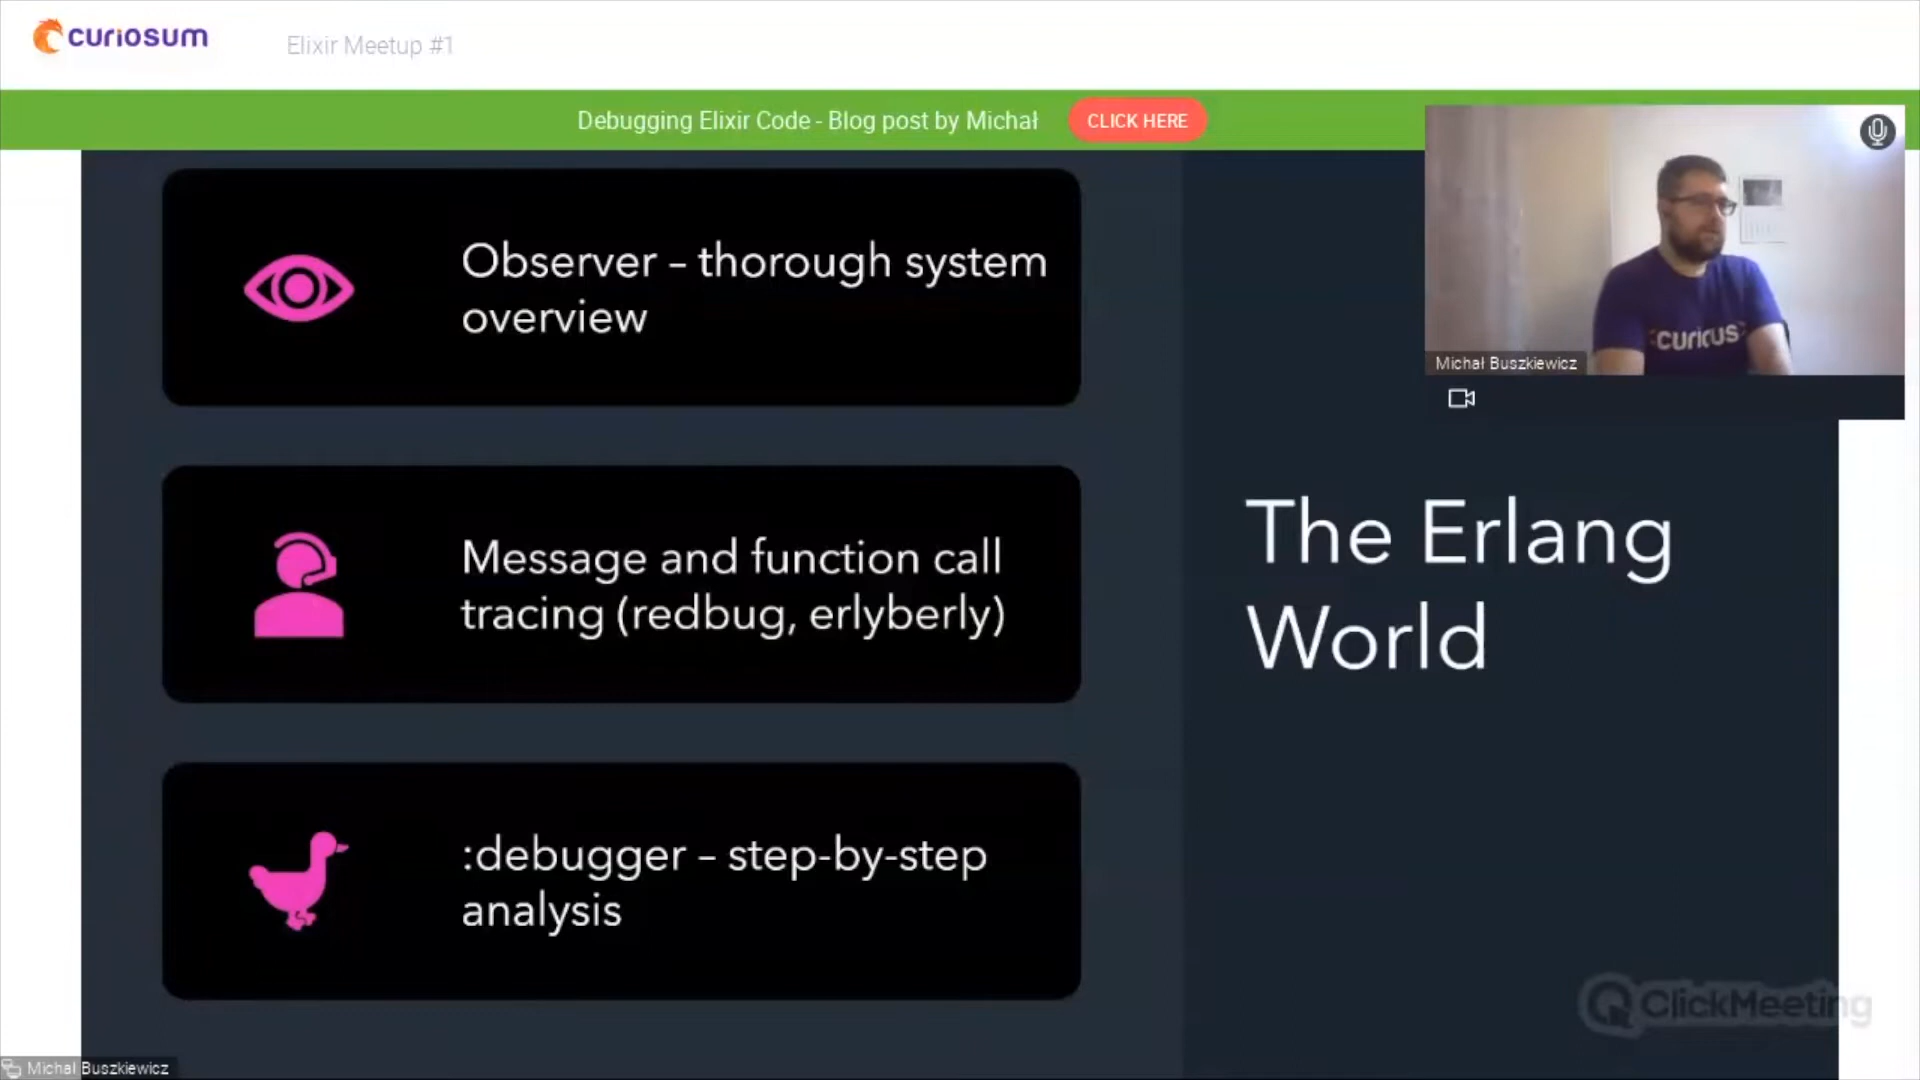 curiosum
Elixir Meetup #1
Debugging Elixir Code - Blog post by Michał
CLICK HERE
Observer – thorough system
overview
Message and function call
tracing (redbug, erlyberly)
:debugger – step-by-step
analysis
The Erlang
World
curious
Michał Buszkiewicz
ClickMeeting
Michał Buszkiewicz